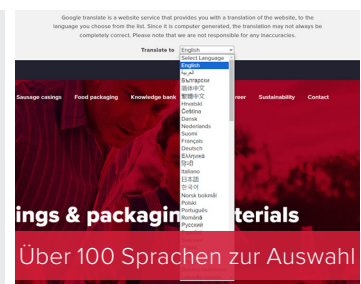 Google translate is a website service that provides you with a translation of the website, to the
language you choose from the list. Since it is computer generated, the translation may not always be
completely correct. Please note that we are not responsible for any inaccuracies.
Translate to English
Select Language
English
العربية
Български
简体中文
繁體中文
Hrvatski
Čeština
Dansk
Nederlands
Suomi
Français
Deutsch
Ελληνικά
हिन्दी
Italiano
日本語
한국어
Norsk bokmål
Polski
Português
Română
Русский
Sausage casings Food packaging Knowledge bank reer Sustainability Contact
ings & packagin terials
Über 100 Sprachen zur Auswahl